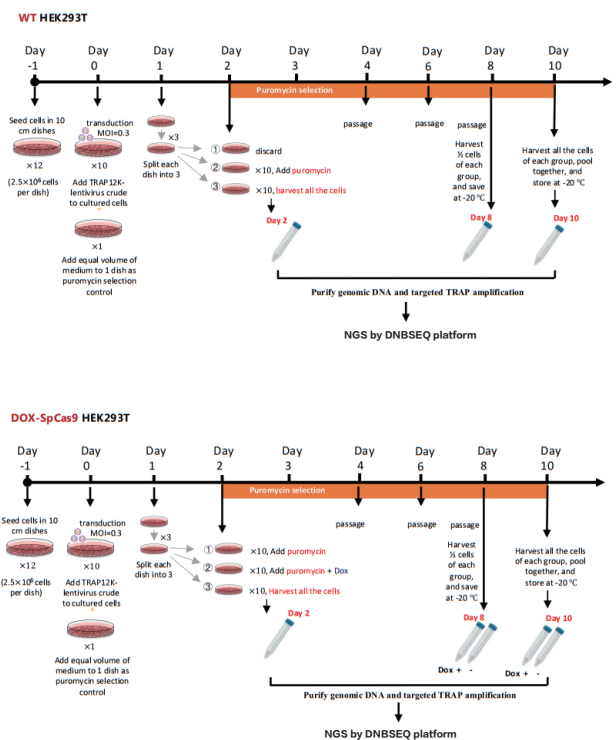 WT HEK293T
Day Day Day Day Day Day Day Day Day
-1 0 1 2 3 4 6 8 10
Puromycin selection
Seed cells in 10
cm dishes
×12
(2.5×10⁶ cells
per dish)
transduction
MOI=0.3
×10
Add TRAP12K-
lentivirus crude
to cultured cells
×1
Add equal volume of
medium to 1 dish as
puromycin selection
control
×3
Split each
dish into 3
① discard
② ×10, Add puromycin
③ ×10, harvest all the cells
passage
passage
passage
Harvest
½ cells
of each
group,
and save
at -20 °C
Harvest all the cells
of each group, pool
together, and
store at -20 °C
Day 2
Day 8
Day 10
Purify genomic DNA and targeted TRAP amplification
NGS by DNBSEQ platform
DOX-SpCas9 HEK293T
Day Day Day Day Day Day Day Day Day
-1 0 1 2 3 4 6 8 10
Puromycin selection
Seed cells in 10
cm dishes
×12
(2.5×10⁶ cells
per dish)
transduction
MOI=0.3
×10
Add TRAP12K-
lentivirus crude
to cultured cells
×1
Add equal volume of
medium to 1 dish as
puromycin selection
control
×3
Split each
dish into 3
① ×10, Add puromycin
② ×10, Add puromycin + Dox
③ ×10, Harvest all the cells
passage
passage
passage
Harvest
½ cells
of each
group,
and save
at -20 °C
Harvest all the cells
of each group, pool
together, and
store at -20 °C
Day 2
Day 8
Day 10
Dox + -
Dox + -
Purify genomic DNA and targeted TRAP amplification
NGS by DNBSEQ platform